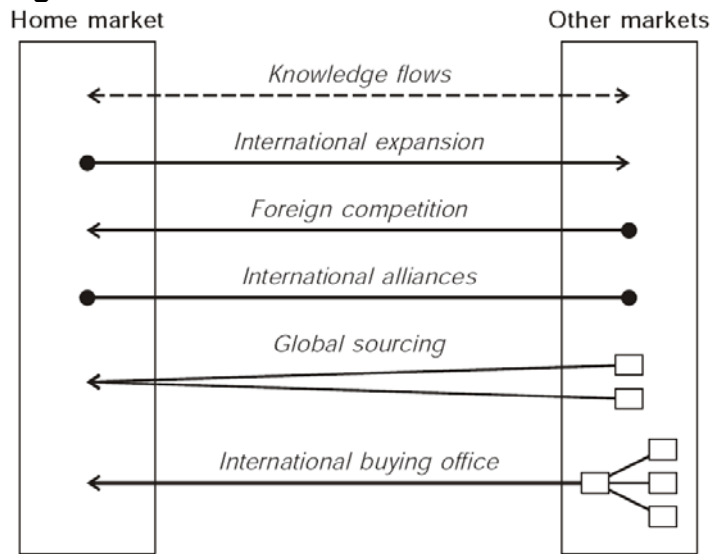 Home market
Other markets
Knowledge flows
International expansion
Foreign competition
International alliances
Global sourcing
International buying office